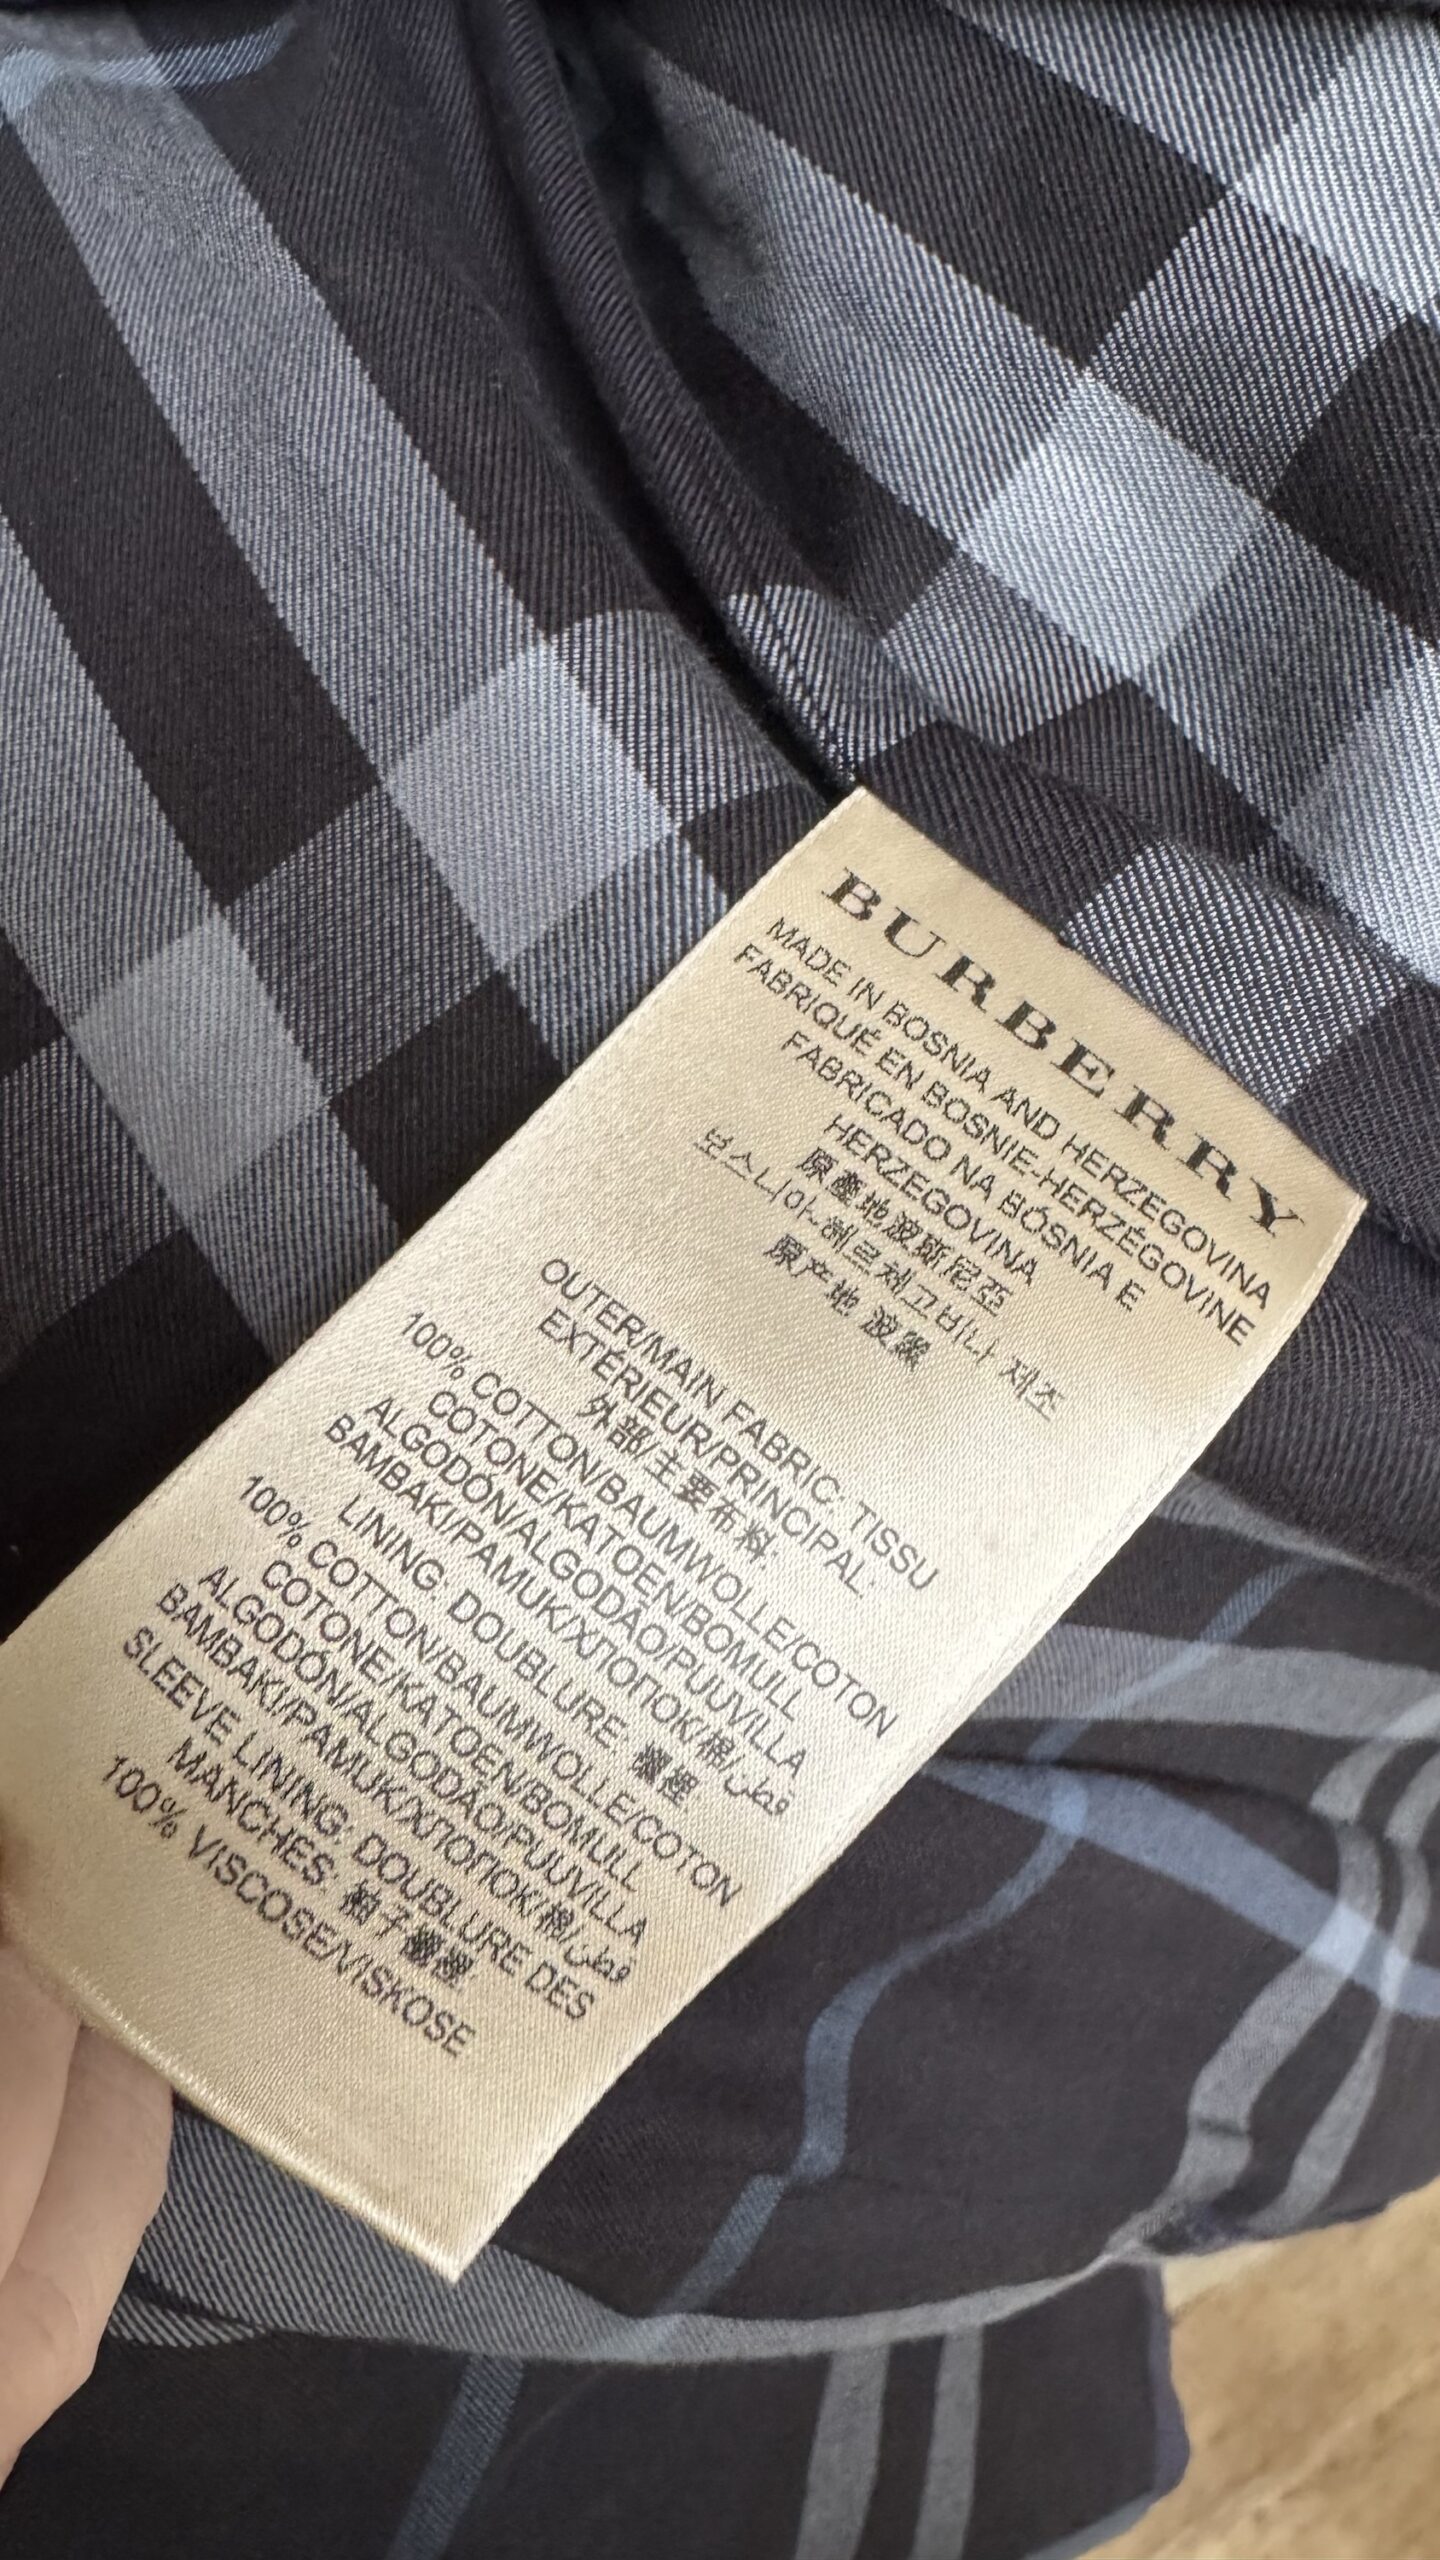 BURBERRY
MADE IN BOSNIA AND HERZEGOVINA
FABRIQUÉ EN BOSNIE-HERZÉGOVINE
FABRICADO NA BÓSNIA E
HERZEGOVINA
原產地波斯尼亞
보스니아-헤르체고비나 제조
原产地 波黑
OUTER/MAIN FABRIC: TISSU
EXTÉRIEUR/PRINCIPAL:
外部/主要布料:
100% COTTON/BAUMWOLLE/COTON
COTONE/KATOEN/BOMULL
ALGODÓN/ALGODÃO/PUUVILLA
BAMBAKI/PAMUK/ХЛОПОК/棉/قطن
LINING: DOUBLURE: 襯裡
100% COTTON/BAUMWOLLE/COTON
COTONE/KATOEN/BOMULL
ALGODÓN/ALGODÃO/PUUVILLA
BAMBAKI/PAMUK/ХЛОПОК/棉/قطن
SLEEVE LINING: DOUBLURE DES
MANCHES: 袖子襯裡:
100% VISCOSE/VISKOSE